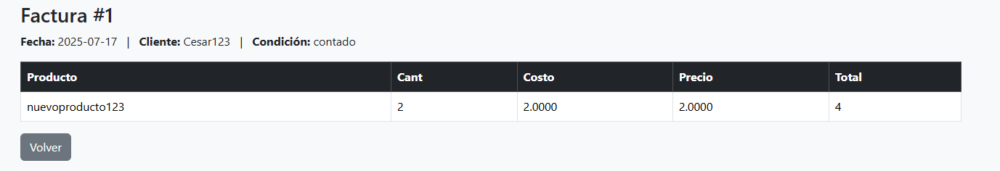 Factura #1
Fecha: 2025-07-17 | Cliente: Cesar123 | Condición: contado
Producto Cant Costo Precio Total
nuevoproducto123 2 2.0000 2.0000 4
Volver